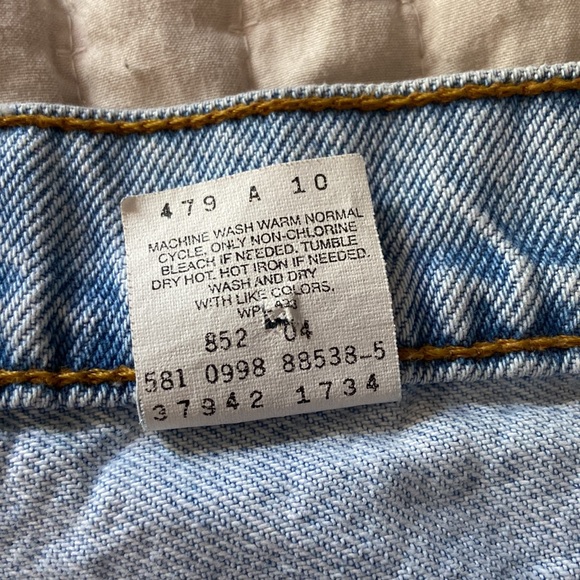 479 A 10
MACHINE WASH WARM NORMAL
CYCLE, ONLY NON-CHLORINE
BLEACH IF NEEDED. TUMBLE
DRY HOT. HOT IRON IF NEEDED.
WASH AND DRY
WITH LIKE COLORS.
852 04
581 0998 88538-5
37942 1734